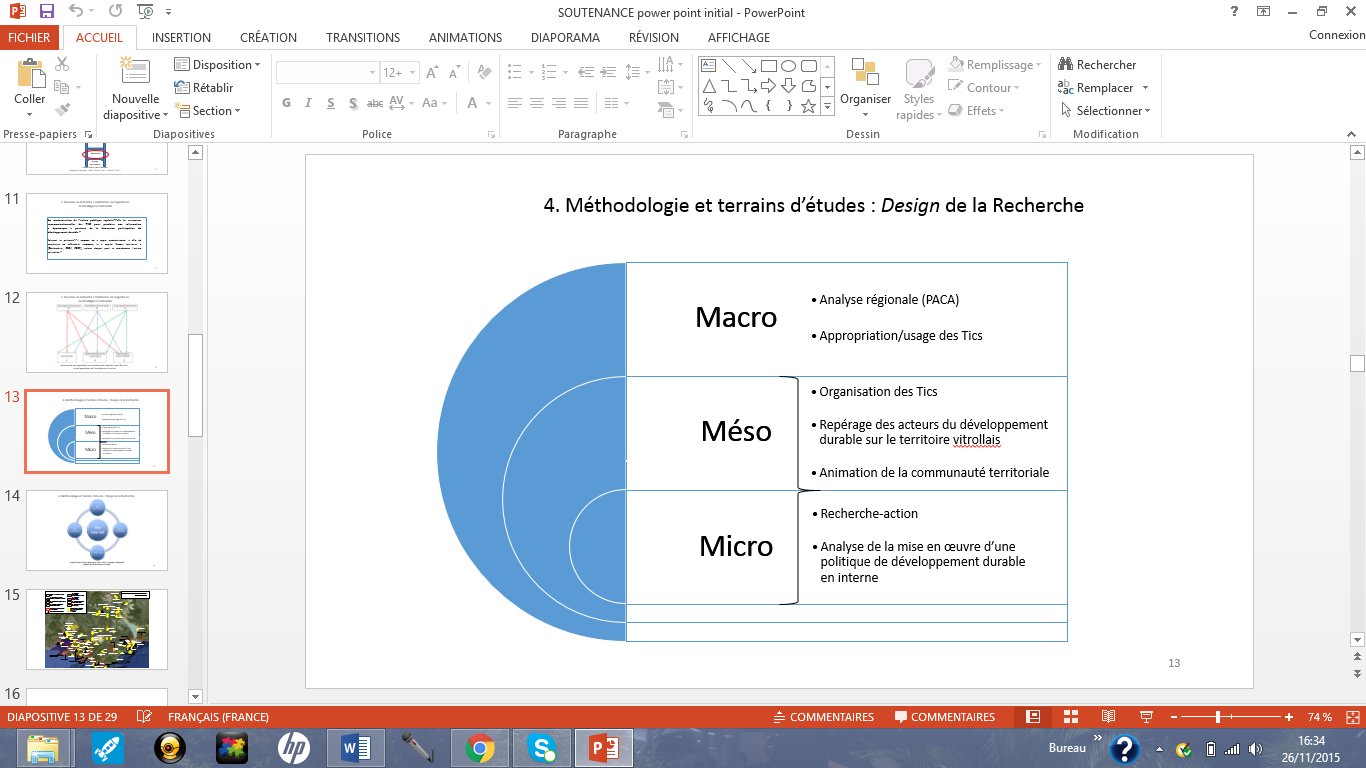 SOUTENANCE power point initial - PowerPoint
FICHIER ACCUEIL INSERTION CRÉATION TRANSITIONS ANIMATIONS DIAPORAMA RÉVISION AFFICHAGE Connexion
Coller
Nouvelle diapositive
Disposition
Rétablir
Section
12+
G I S S abc AV Aa A
Organiser
Styles rapides
Remplissage
Contour
Effets
Rechercher
Remplacer
Sélectionner
Presse-papiers Diapositives Police Paragraphe Dessin Modification
11
12
13
14
15
16
4. Méthodologie et terrains d’études : Design de la Recherche
Macro
• Analyse régionale (PACA)
• Appropriation/usage des Tics
Méso
• Organisation des Tics
• Repérage des acteurs du développement
durable sur le territoire vitrollais
• Animation de la communauté territoriale
Micro
• Recherche-action
• Analyse de la mise en œuvre d’une
politique de développement durable
en interne
13
DIAPOSITIVE 13 DE 29 FRANÇAIS (FRANCE) COMMENTAIRES COMMENTAIRES 74 %
Bureau
16:34
26/11/2015